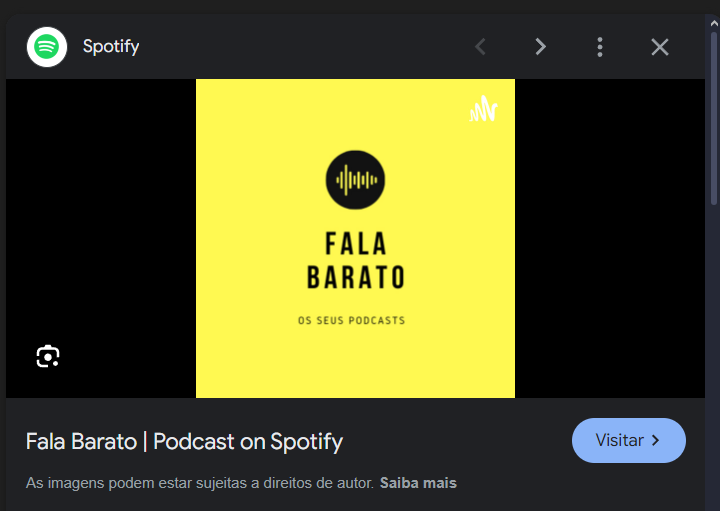 Spotify
FALA
BARATO
OS SEUS PODCASTS
Fala Barato | Podcast on Spotify
Visitar
As imagens podem estar sujeitas a direitos de autor. Saiba mais